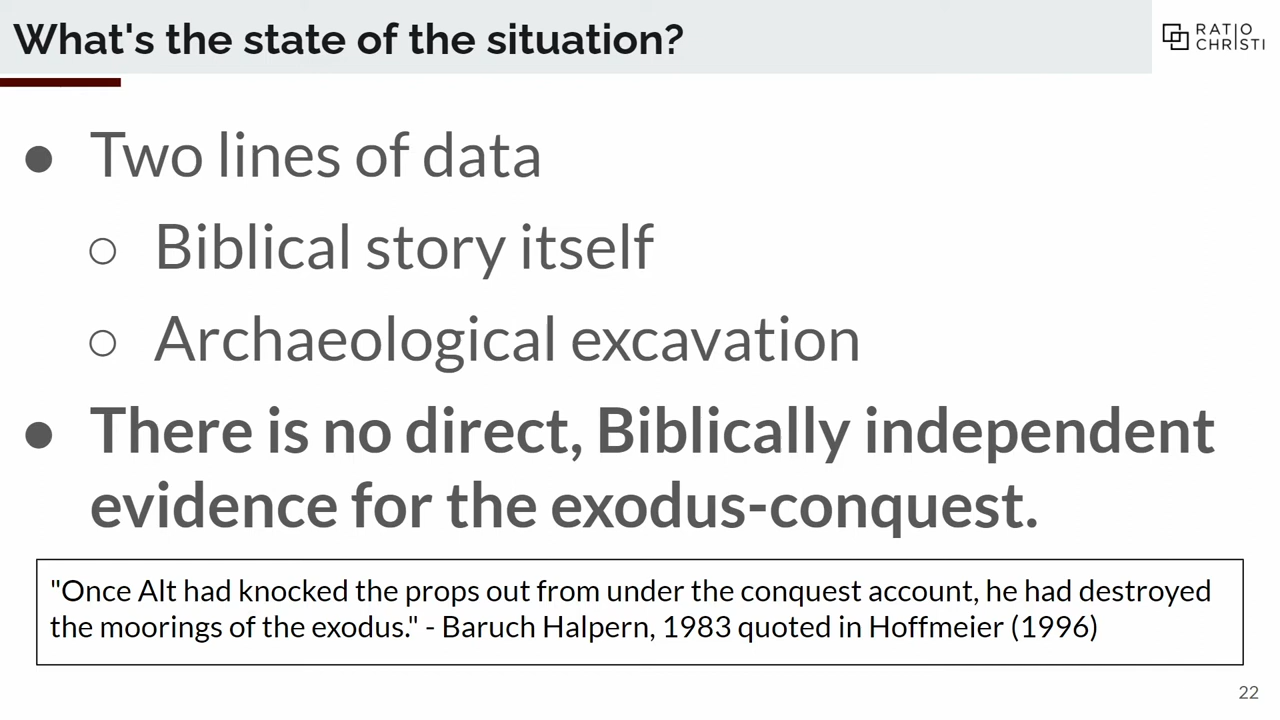 What's the state of the situation?
RATIO
CHRISTI
● Two lines of data
○ Biblical story itself
○ Archaeological excavation
● There is no direct, Biblically independent
evidence for the exodus-conquest.
"Once Alt had knocked the props out from under the conquest account, he had destroyed
the moorings of the exodus." - Baruch Halpern, 1983 quoted in Hoffmeier (1996)
22